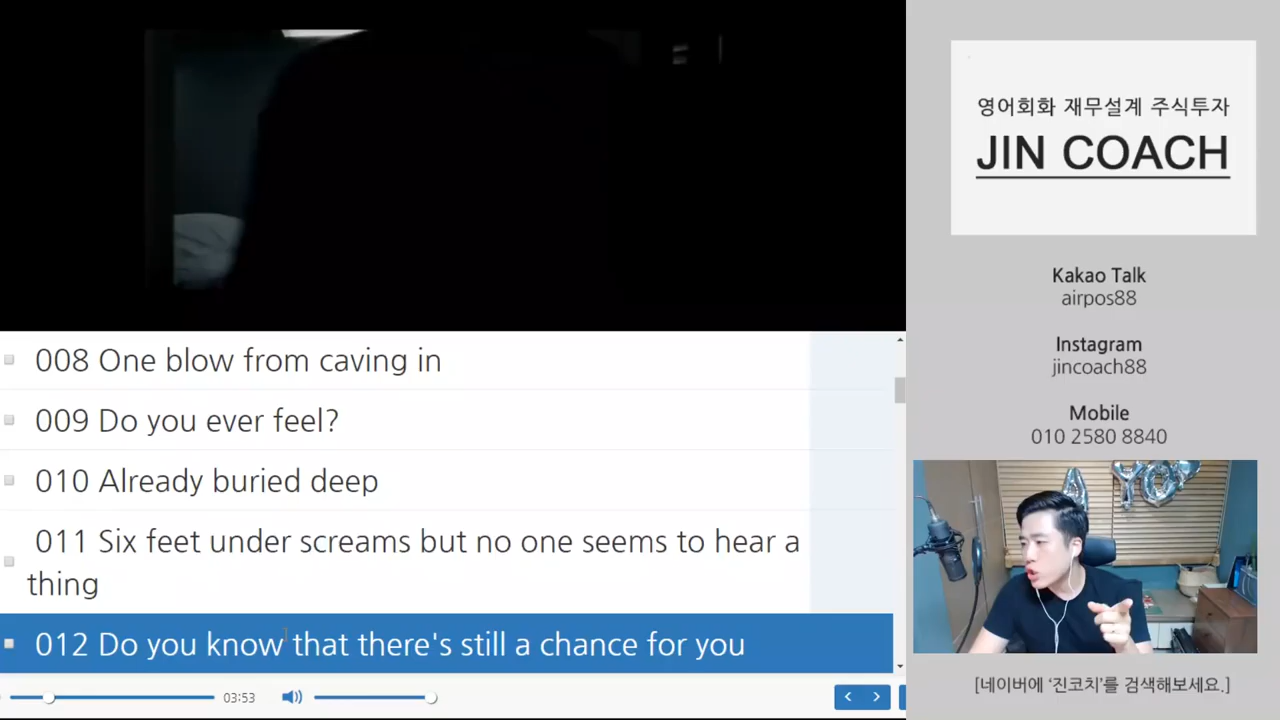 008 One blow from caving in
009 Do you ever feel?
010 Already buried deep
011 Six feet under screams but no one seems to hear a
thing
012 Do you know that there's still a chance for you
03:53
영어회화 재무설계 주식투자
JIN COACH
Kakao Talk
airpos88
Instagram
jincoach88
Mobile
010 2580 8840
[네이버에 '진코치'를 검색해보세요.]